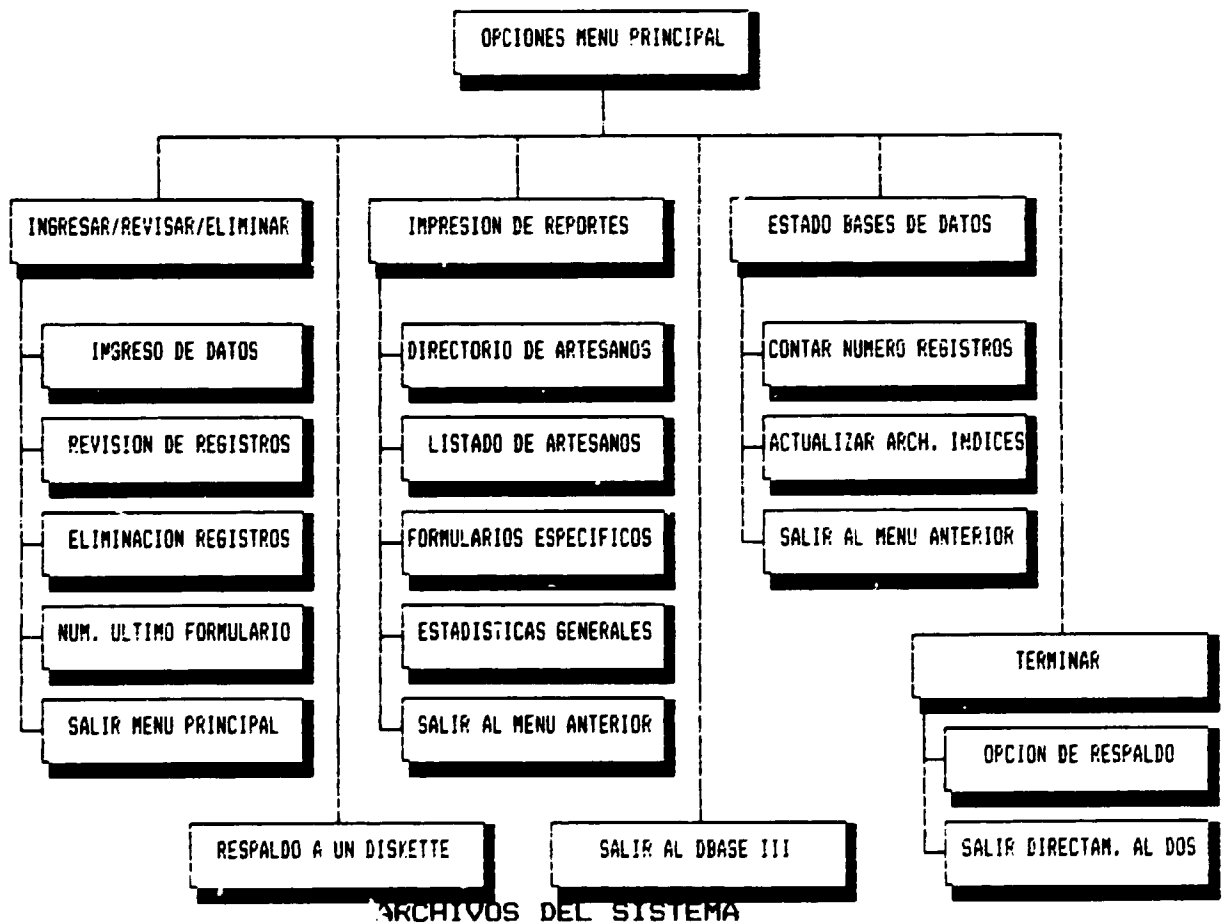 OPCIONES MENU PRINCIPAL
INGRESAR/REVISAR/ELIMINAR
INGRESO DE DATOS
REVISION DE REGISTROS
ELIMINACION REGISTROS
NUM. ULTIMO FORMULARIO
SALIR MENU PRINCIPAL
RESPALDO A UN DISKETTE
IMPRESION DE REPORTES
DIRECTORIO DE ARTESANOS
LISTADO DE ARTESANOS
FORMULARIOS ESPECIFICOS
ESTADISTICAS GENERALES
SALIR AL MENU ANTERIOR
SALIR AL DBASE III
ESTADO BASES DE DATOS
CONTAR NUMERO REGISTROS
ACTUALIZAR ARCH. INDICES
SALIR AL MENU ANTERIOR
TERMINAR
OPCION DE RESPALDO
SALIR DIRECTAM. AL DOS
ARCHIVOS DEL SISTEMA